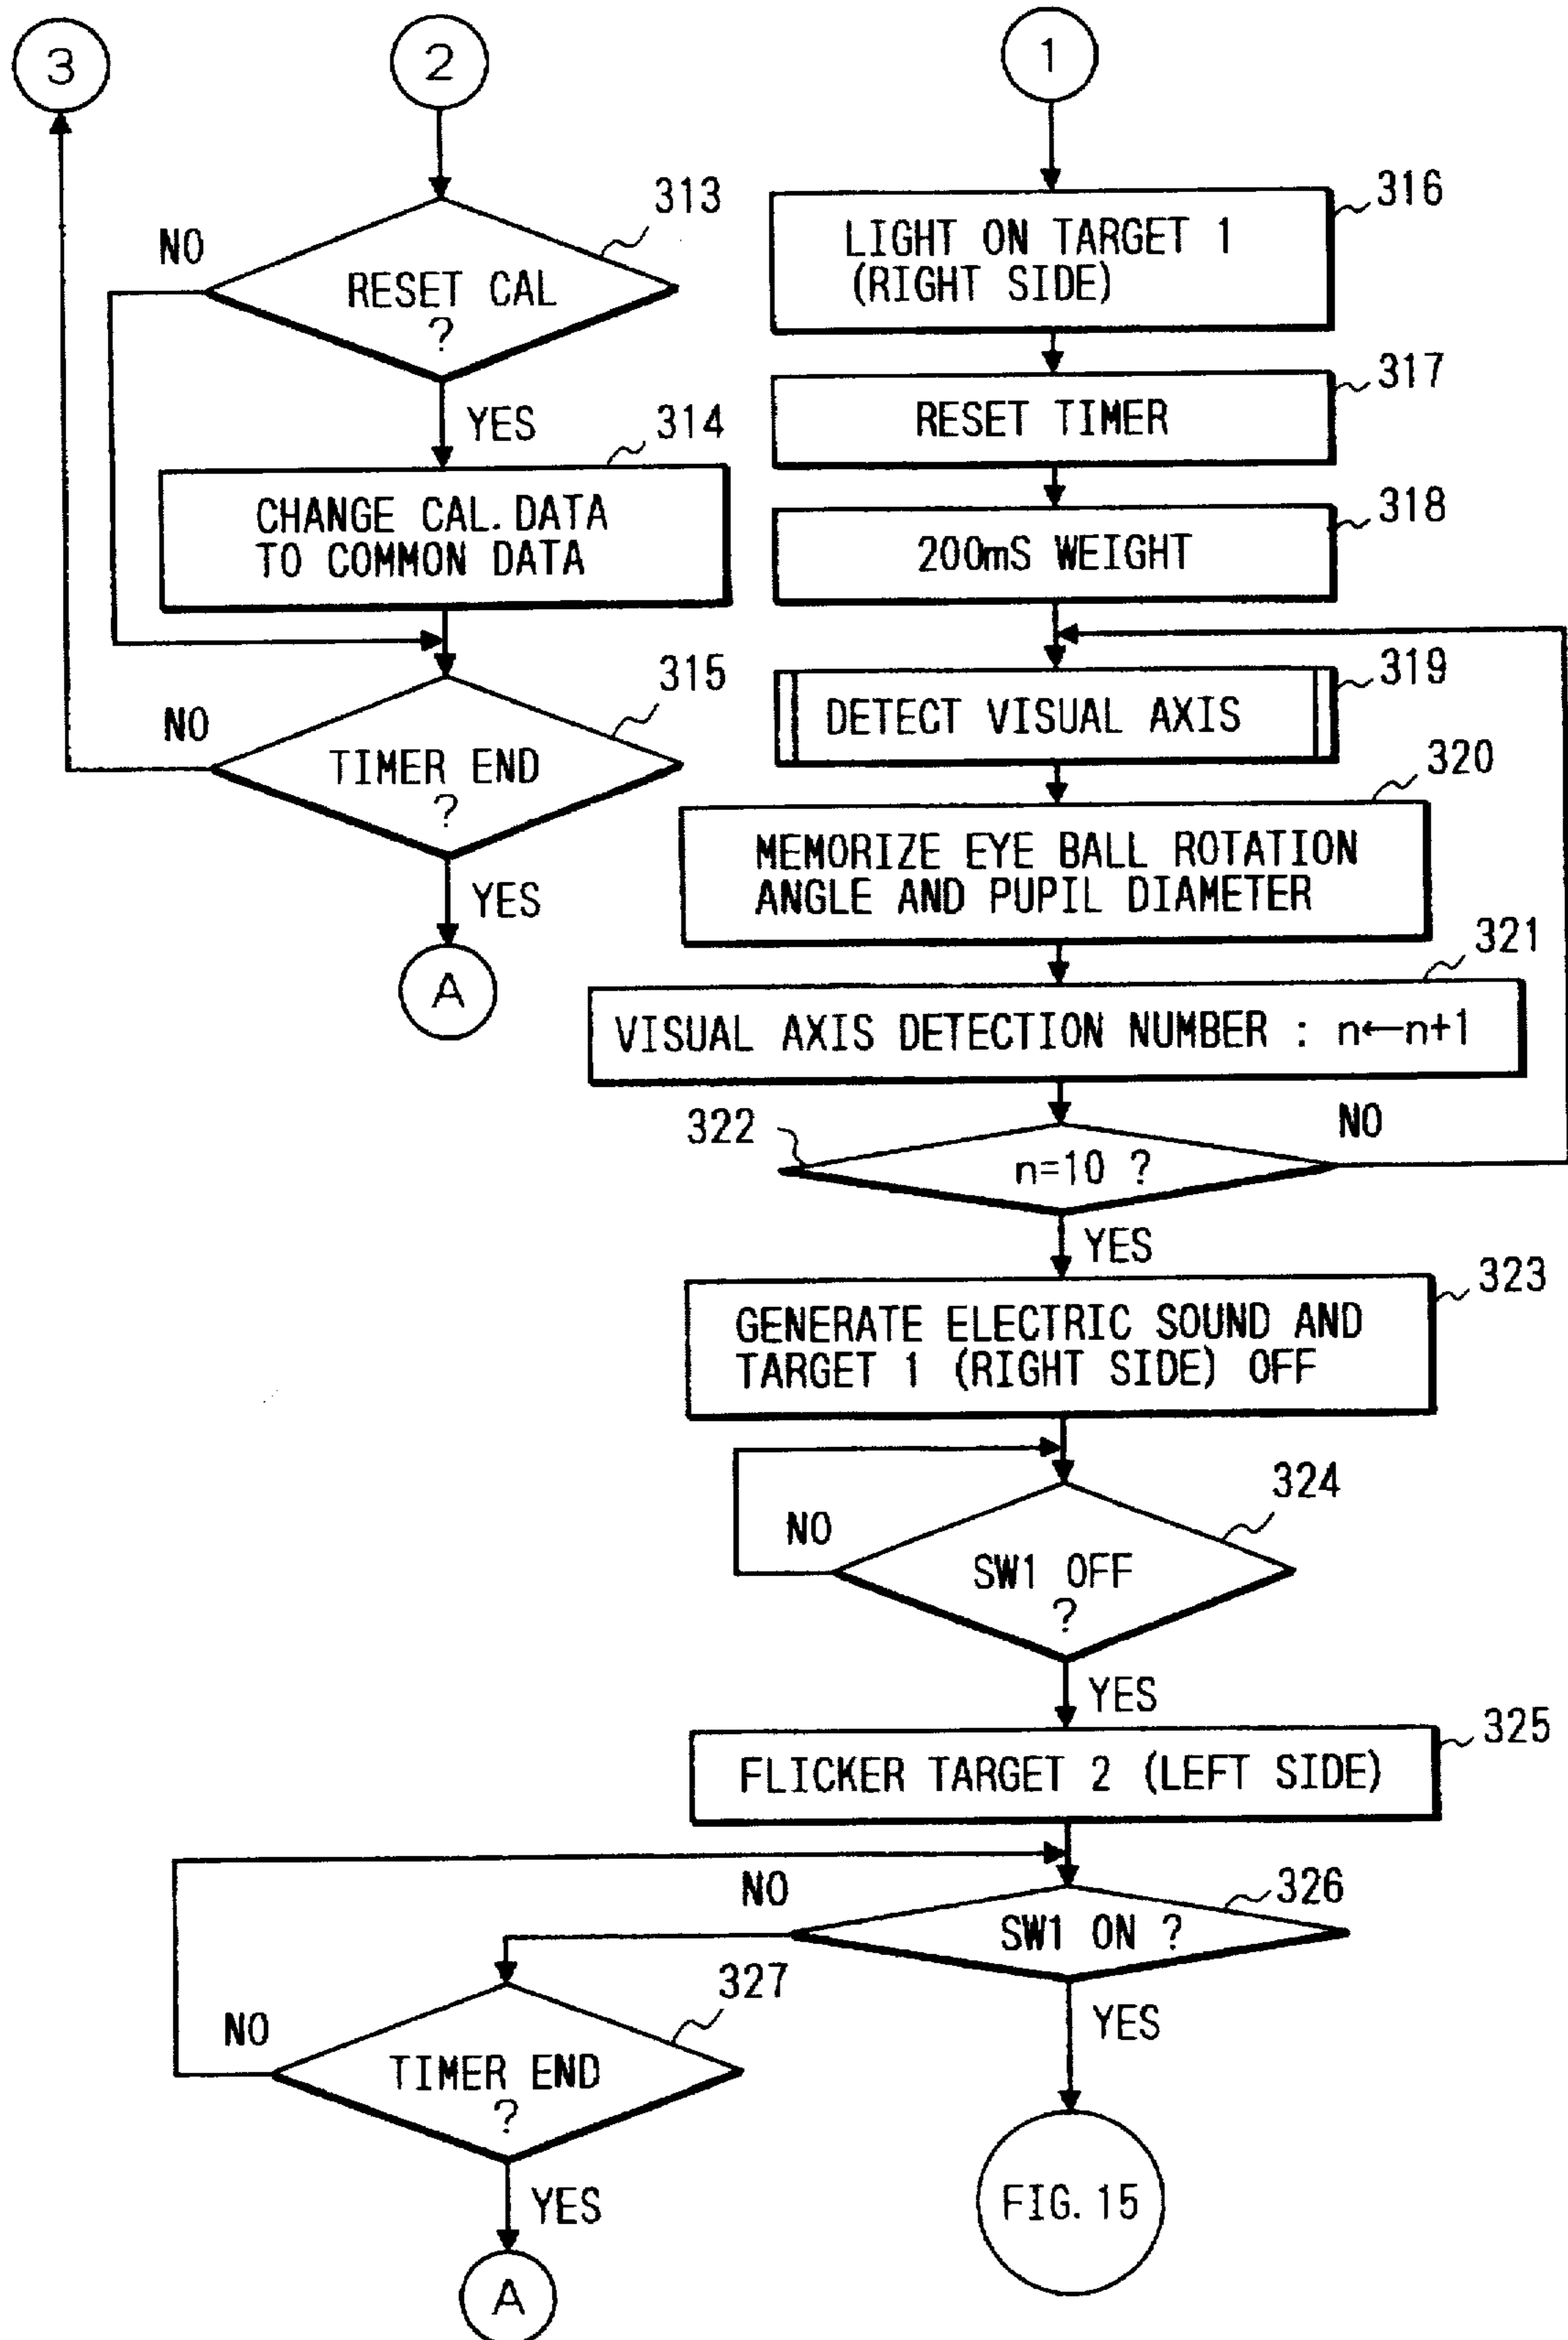 3
2
1
313
NO
RESET CAL
?
YES
314
CHANGE CAL. DATA
TO COMMON DATA
315
NO
TIMER END
?
YES
A
316
LIGHT ON TARGET 1
(RIGHT SIDE)
317
RESET TIMER
318
200mS WEIGHT
319
DETECT VISUAL AXIS
320
MEMORIZE EYE BALL ROTATION
ANGLE AND PUPIL DIAMETER
321
VISUAL AXIS DETECTION NUMBER : n←n+1
322
NO
n=10 ?
YES
323
GENERATE ELECTRIC SOUND AND
TARGET 1 (RIGHT SIDE) OFF
324
NO
SW1 OFF
?
YES
325
FLICKER TARGET 2 (LEFT SIDE)
NO
326
SW1 ON ?
327
YES
NO
TIMER END
?
YES
A
FIG. 15